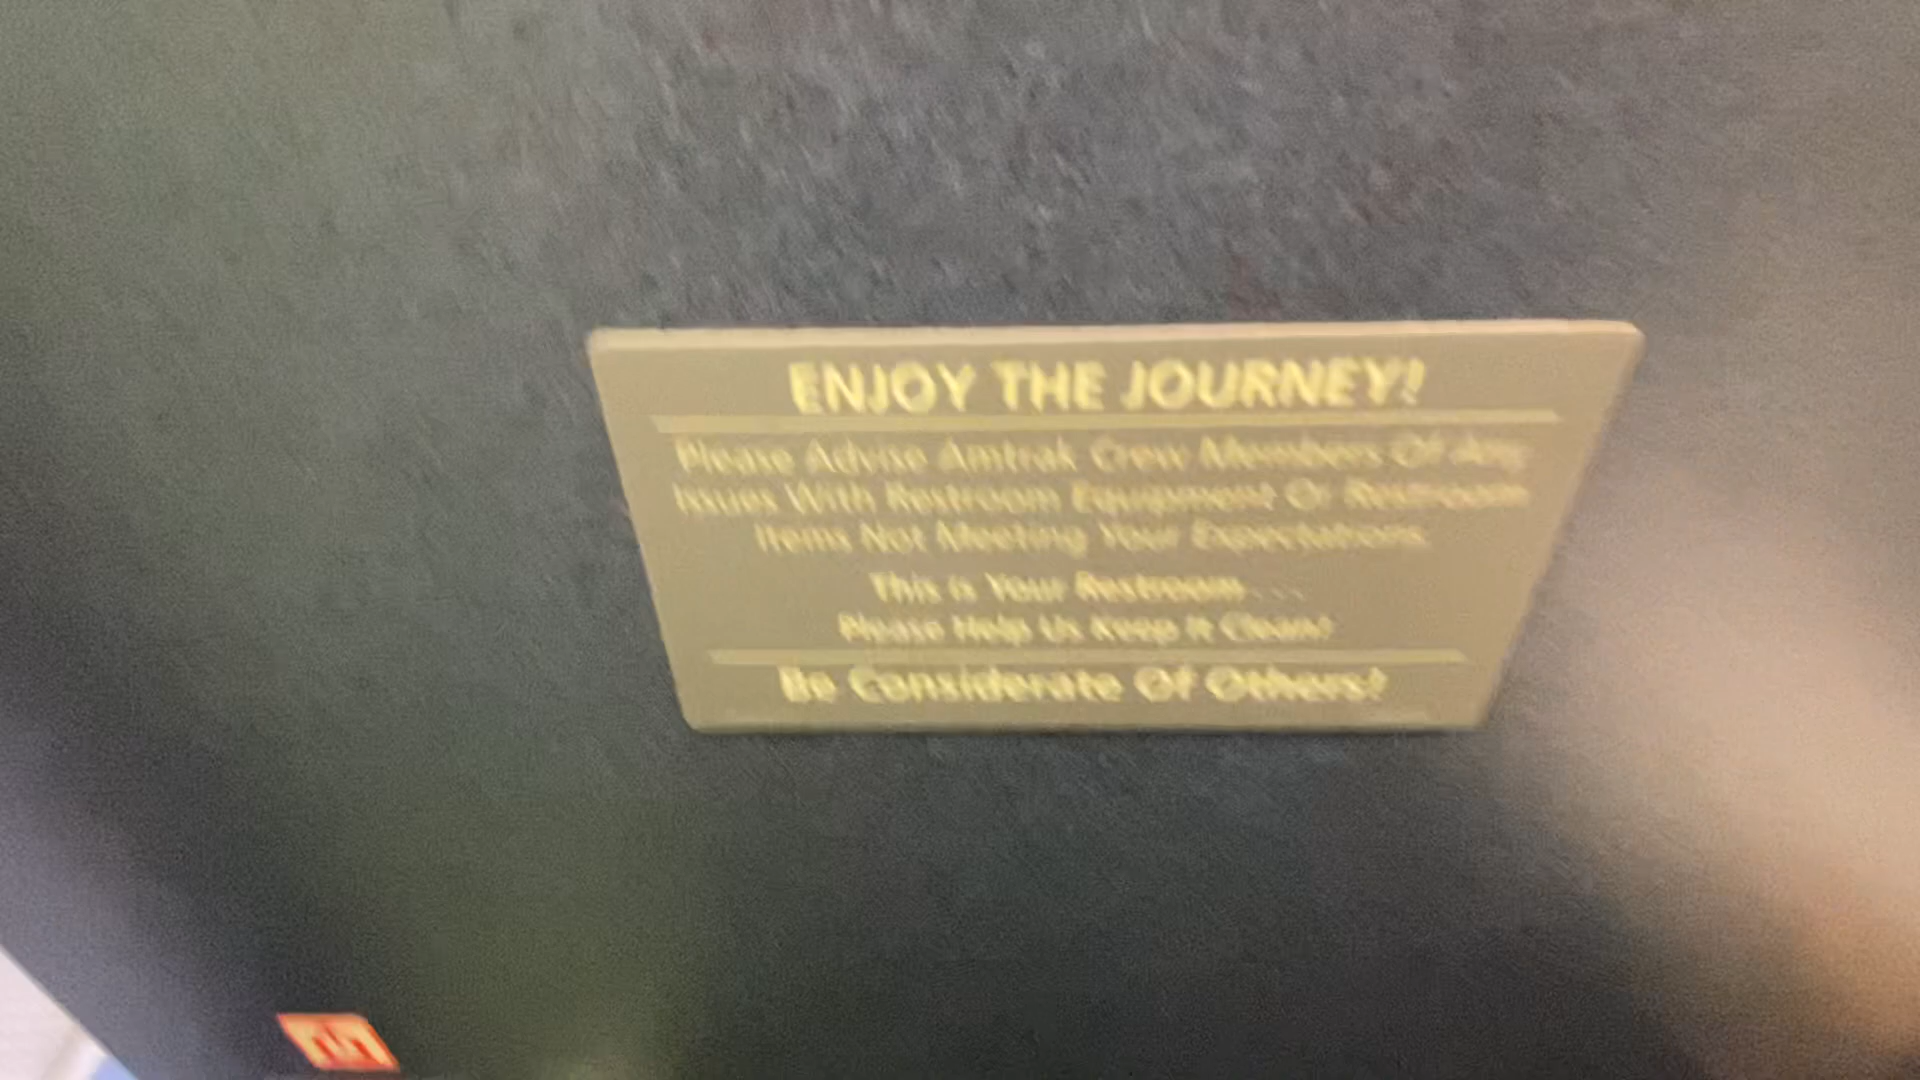 ENJOY THE JOURNEY!
Please Advise Amtrak Crew Members Of Any
Issues With Restroom Equipment Or Restroom
Items Not Meeting Your Expectations
This is Your Restroom . . .
Please Help Us Keep It Clean!
Be Considerate Of Others!